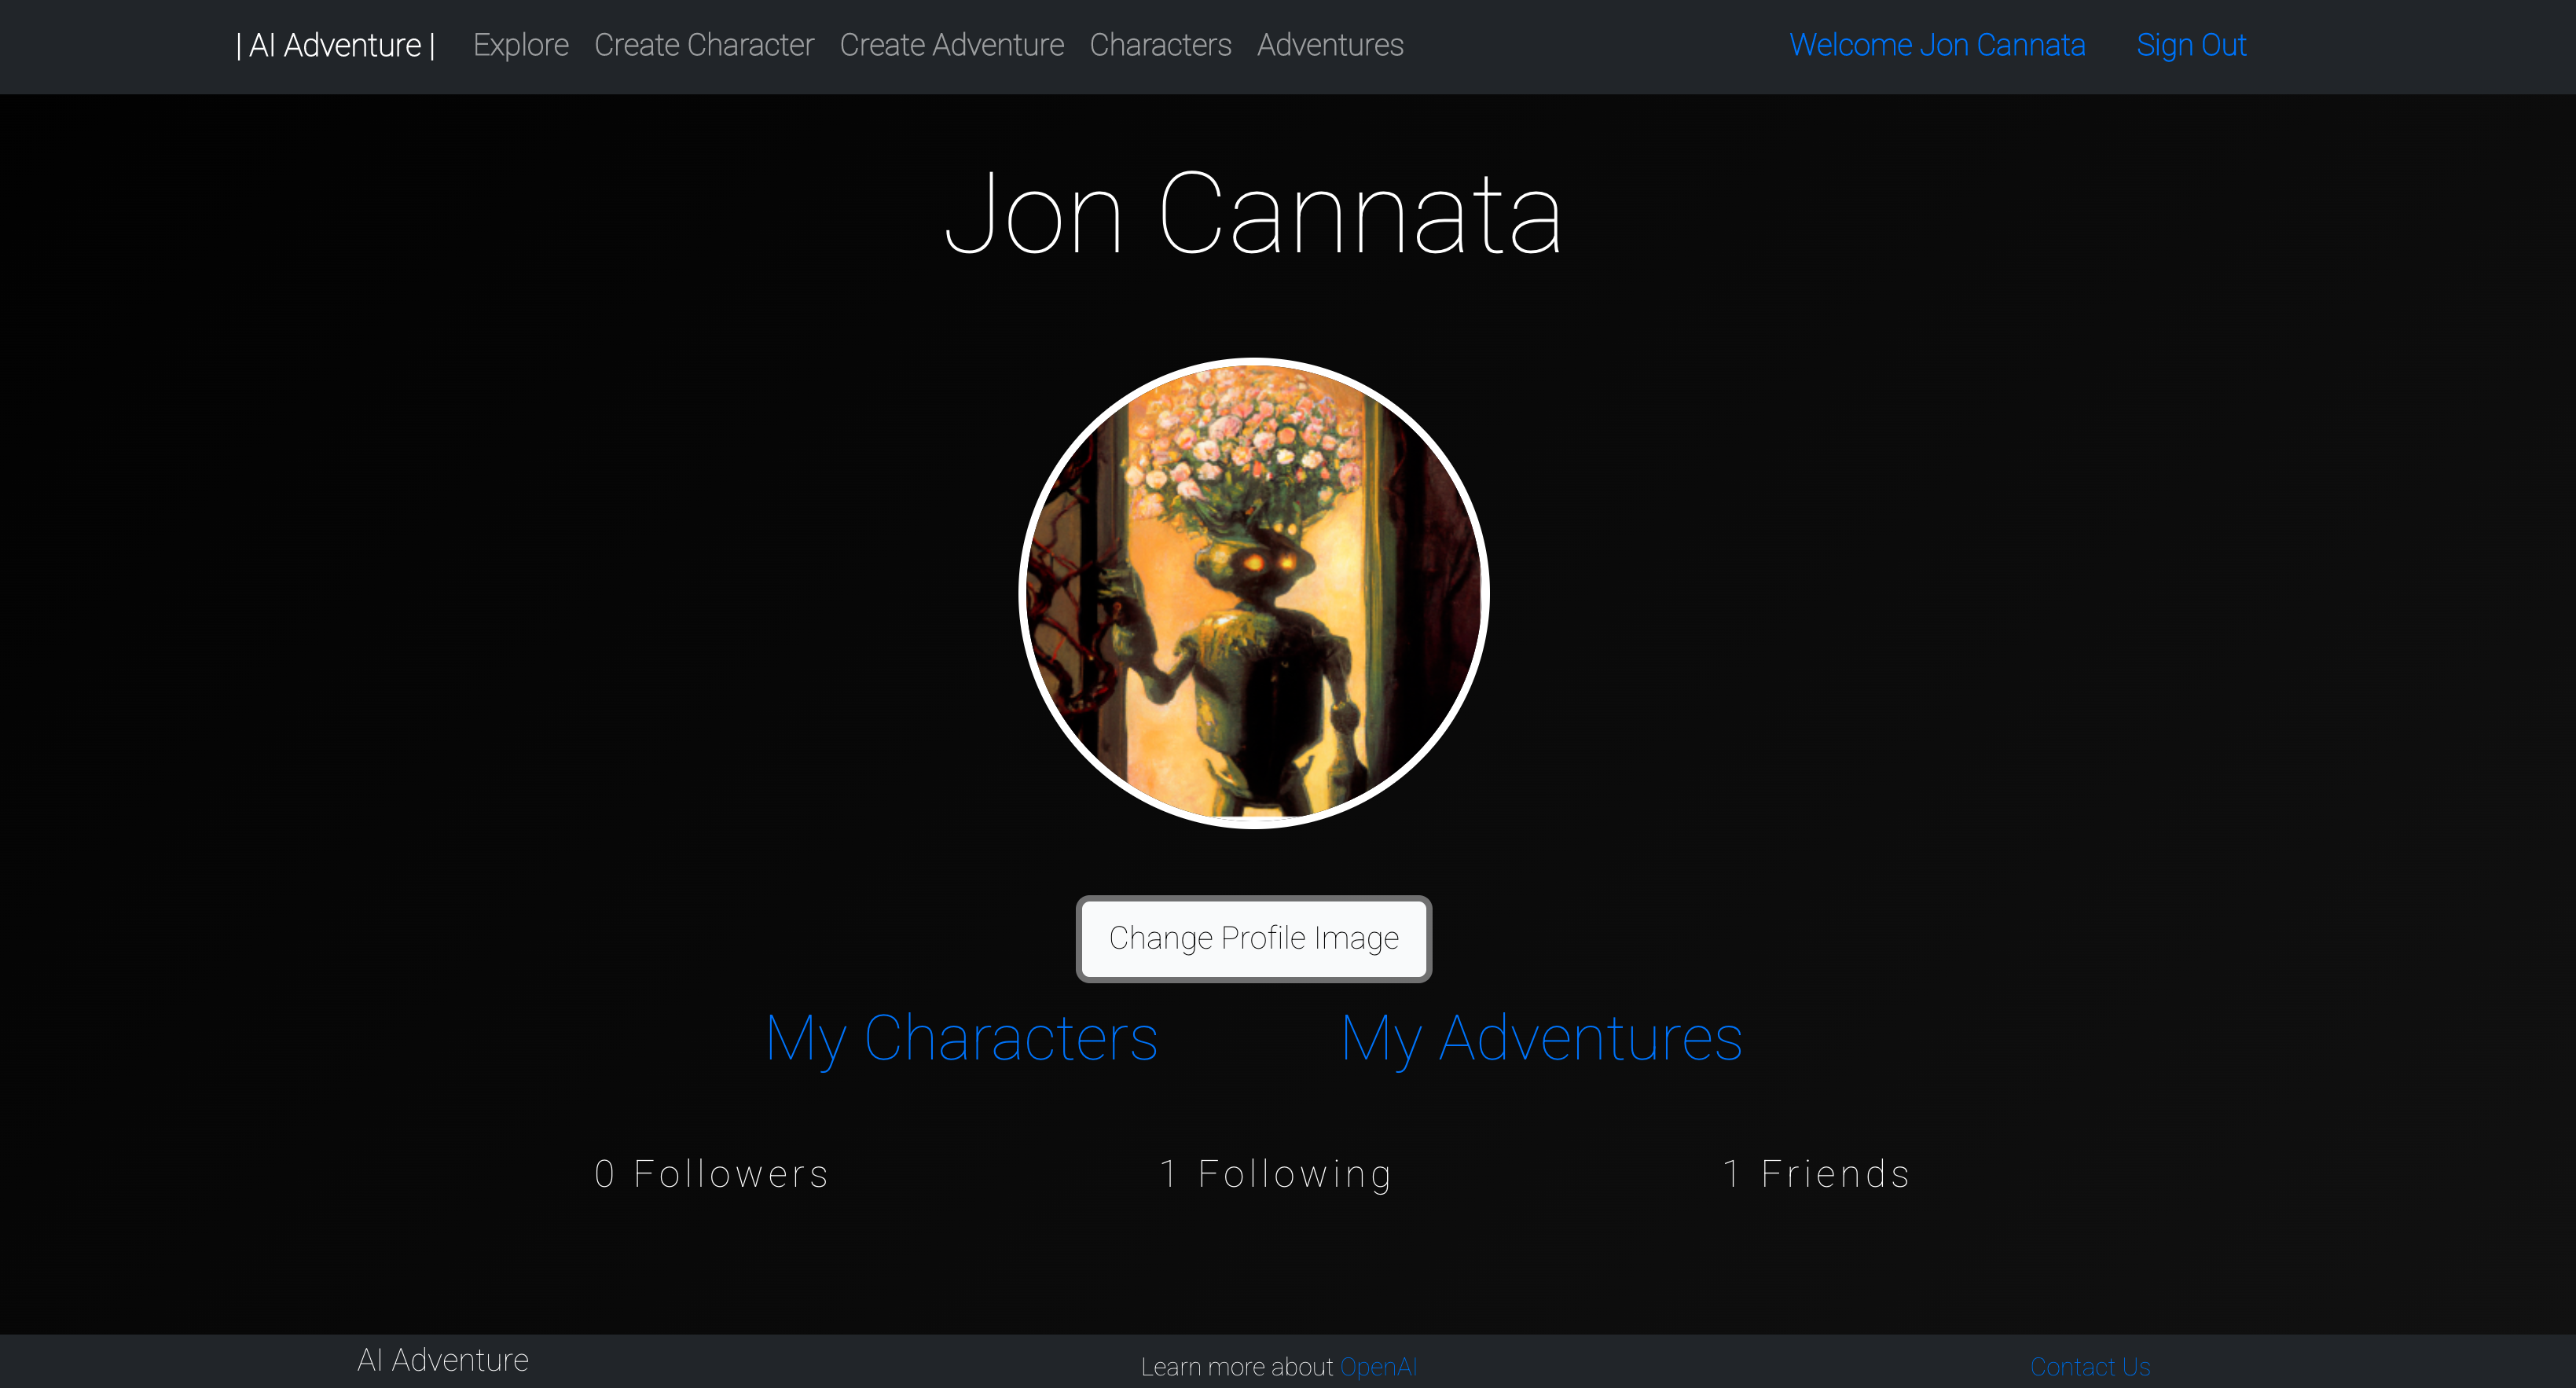 | AI Adventure | Explore Create Character Create Adventure Characters Adventures Welcome Jon Cannata Sign Out
Jon Cannata
Change Profile Image
My Characters My Adventures
0 Followers 1 Following 1 Friends
AI Adventure Learn more about OpenAI Contact Us